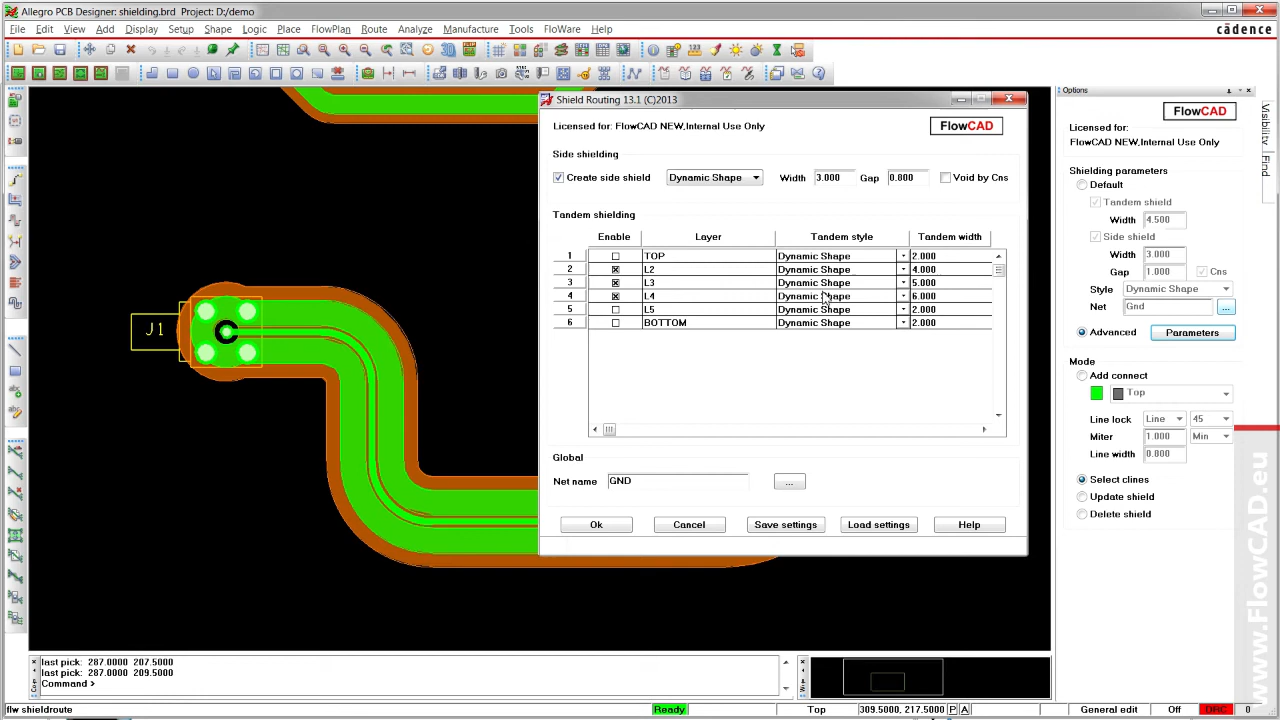 Allegro PCB Designer: shielding.brd  Project: D:/demo
File Edit View Add Display Setup Shape Logic Place FlowPlan Route Analyze Manufacture Tools FloWare Help
cādence
Options
Shield Routing 13.1 (C)2013
Licensed for: FlowCAD NEW,Internal Use Only
FlowCAD
Side shielding
Create side shield Dynamic Shape Width 3.000 Gap 0.800 Void by Cns
Tandem shielding
Enable Layer Tandem style Tandem width
1 TOP Dynamic Shape 2.000
2 L2 Dynamic Shape 4.000
3 L3 Dynamic Shape 5.000
4 L4 Dynamic Shape 6.000
5 L5 Dynamic Shape 2.000
6 BOTTOM Dynamic Shape 2.000
Global
Net name GND ...
Ok Cancel Save settings Load settings Help
J1
FlowCAD
Licensed for:
FlowCAD NEW,Internal Use Only
Shielding parameters
Default
Tandem shield
Width 4.500
Side shield
Width 3.000
Gap 1.000 Cns
Style Dynamic Shape
Net Gnd ...
Advanced Parameters
Mode
Add connect
Top
Line lock Line 45
Miter 1.000 Min
Line width 0.800
Select clines
Update shield
Delete shield
Visibility
Find
www.FlowCAD.eu
last pick: 287.0000 207.5000
last pick: 287.0000 209.5000
Command >
flw shieldroute Ready Top 309.5000, 217.5000 P A General edit Off DRC 0